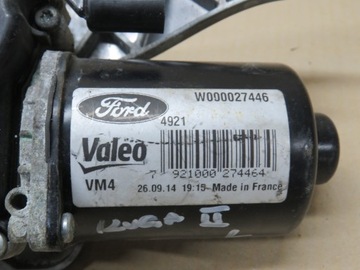 Ford
W000027446
4921
Valeo
7 921000 274464
VM4
26.09.14 19:15 Made in France
KUGA II